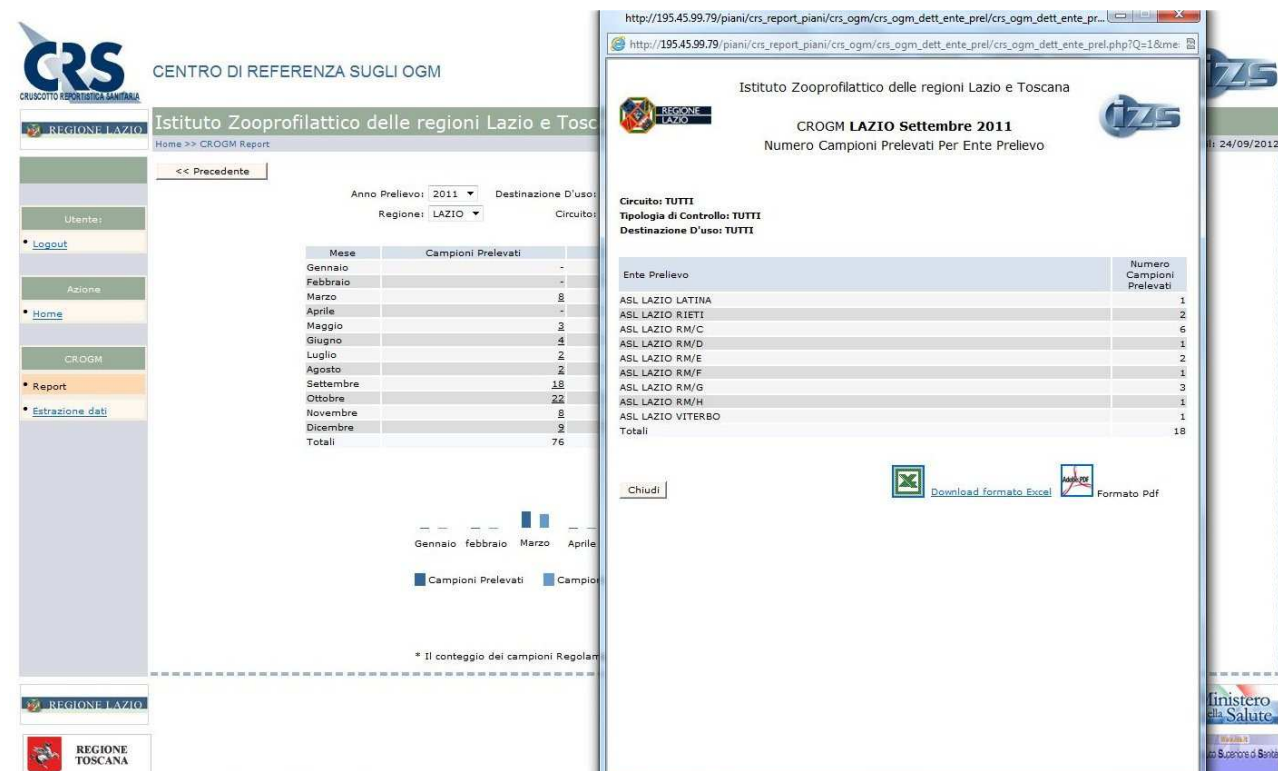 CRS
CRUSCOTTO REPORTISTICA SANITARIA
CENTRO DI REFERENZA SUGLI OGM
REGIONE LAZIO
Istituto Zooprofilattico delle regioni Lazio e Tosc
Home >> CROGM Report
24/09/2012
<< Precedente
Anno Prelievo: 2011 Destinazione D'uso:
Regione: LAZIO Circuito:
Utente:
Logout
Azione
Home
CROGM
Report
Estrazione dati
Mese Campioni Prelevati
Gennaio -
Febbraio -
Marzo 8
Aprile -
Maggio 3
Giugno 4
Luglio 2
Agosto 2
Settembre 18
Ottobre 22
Novembre 8
Dicembre 9
Totali 76
Gennaio febbraio Marzo Aprile
Campioni Prelevati Campion
* Il conteggio dei campioni Regolam
REGIONE LAZIO
REGIONE
TOSCANA
http://195.45.99.79/piani/crs_report_piani/crs_ogm/crs_ogm_dett_ente_prel/crs_ogm_dett_ente_pr...
http://195.45.99.79/piani/crs_report_piani/crs_ogm/crs_ogm_dett_ente_prel/crs_ogm_dett_ente_prel.php?Q=1&me
Istituto Zooprofilattico delle regioni Lazio e Toscana
REGIONE
LAZIO
izs
CROGM LAZIO Settembre 2011
Numero Campioni Prelevati Per Ente Prelievo
Circuito: TUTTI
Tipologia di Controllo: TUTTI
Destinazione D'uso: TUTTI
Ente Prelievo Numero Campioni Prelevati
ASL LAZIO LATINA 1
ASL LAZIO RIETI 2
ASL LAZIO RM/C 6
ASL LAZIO RM/D 1
ASL LAZIO RM/E 2
ASL LAZIO RM/F 1
ASL LAZIO RM/G 3
ASL LAZIO RM/H 1
ASL LAZIO VITERBO 1
Totali 18
Chiudi
Download formato Excel
Adobe PDF
Formato Pdf
izs
Ministero
della Salute